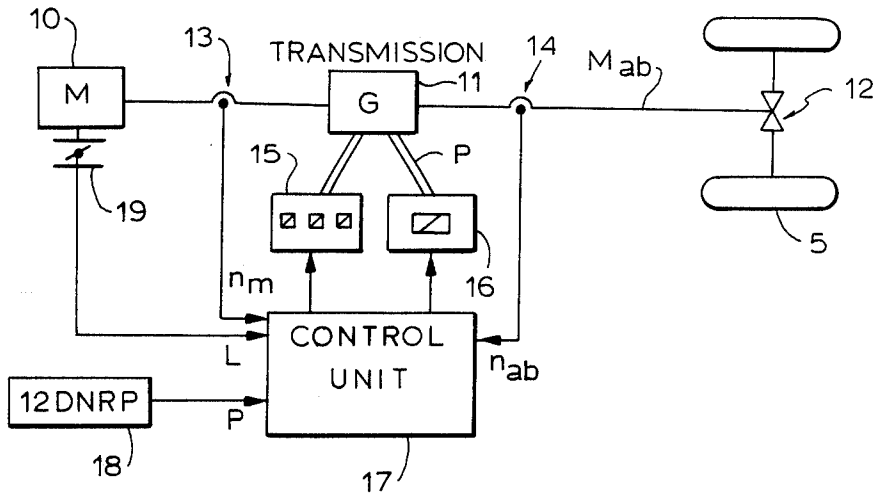 10
13
TRANSMISSION
11
14
M
G
Mab
12
15
P
19
nm
16
5
L
CONTROL
UNIT
nab
12DNRP
P
18
17